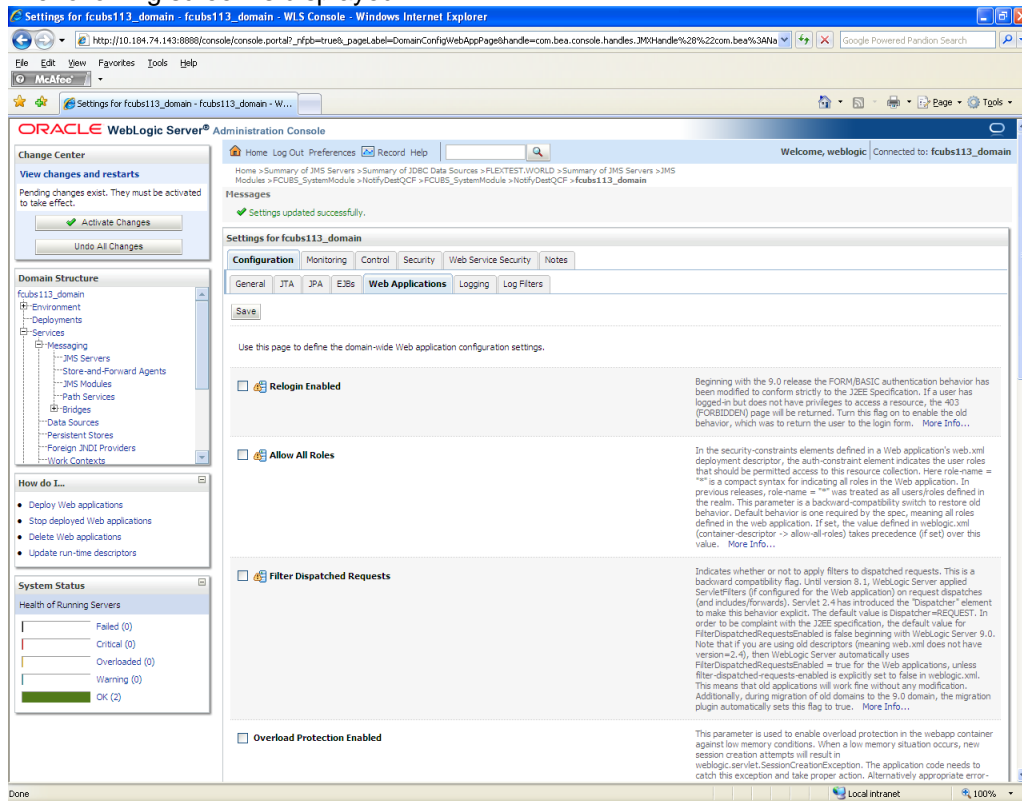 Settings for fcubs113_domain - fcubs113_domain - WLS Console - Windows Internet Explorer
http://10.184.74.143:8888/console/console.portal?_nfpb=true&_pageLabel=DomainConfigWebAppPage&handle=com.bea.console.handles.JMXHandle%28%22com.bea%3ANa
Google Powered Pandion Search
File Edit View Favorites Tools Help
McAfee
Settings for fcubs113_domain - fcubs113_domain - W...
Page Tools
ORACLE WebLogic Server® Administration Console
Change Center
View changes and restarts
Pending changes exist. They must be activated
to take effect.
Activate Changes
Undo All Changes
Domain Structure
fcubs113_domain
Environment
Deployments
Services
Messaging
JMS Servers
Store-and-Forward Agents
JMS Modules
Path Services
Bridges
Data Sources
Persistent Stores
Foreign JNDI Providers
Work Contexts
How do I...
Deploy Web applications
Stop deployed Web applications
Delete Web applications
Update run-time descriptors
System Status
Health of Running Servers
Failed (0)
Critical (0)
Overloaded (0)
Warning (0)
OK (2)
Home Log Out Preferences Record Help
Welcome, weblogic Connected to: fcubs113_domain
Home >Summary of JMS Servers >Summary of JDBC Data Sources >FLEXTEST.WORLD >Summary of JMS Servers >JMS
Modules >FCUBS_SystemModule >NotifyDestQCF >FCUBS_SystemModule >NotifyDestQCF >fcubs113_domain
Messages
Settings updated successfully.
Settings for fcubs113_domain
Configuration Monitoring Control Security Web Service Security Notes
General JTA JPA EJBs Web Applications Logging Log Filters
Save
Use this page to define the domain-wide Web application configuration settings.
Relogin Enabled
Beginning with the 9.0 release the FORM/BASIC authentication behavior has
been modified to conform strictly to the J2EE Specification. If a user has
logged-in but does not have privileges to access a resource, the 403
(FORBIDDEN) page will be returned. Turn this flag on to enable the old
behavior, which was to return the user to the login form. More Info...
Allow All Roles
In the security-constraints elements defined in a Web application's web.xml
deployment descriptor, the auth-constraint element indicates the user roles
that should be permitted access to this resource collection. Here role-name =
"*" is a compact syntax for indicating all roles in the Web application. In
previous releases, role-name = "*" was treated as all users/roles defined in
the realm. This parameter is a backward-compatibility switch to restore old
behavior. Default behavior is one required by the spec, meaning all roles
defined in the web application. If set, the value defined in weblogic.xml
(container-descriptor -> allow-all-roles) takes precedence (if set) over this
value. More Info...
Filter Dispatched Requests
Indicates whether or not to apply filters to dispatched requests. This is a
backward compatibility flag. Until version 8.1, WebLogic Server applied
ServletFilters (if configured for the Web application) on request dispatches
(and includes/forwards). Servlet 2.4 has introduced the "Dispatcher" element
to make this behavior explicit. The default value is Dispatcher=REQUEST. In
order to be complaint with the J2EE specification, the default value for
FilterDispatchedRequestsEnabled is false beginning with WebLogic Server 9.0.
Note that if you are using old descriptors (meaning web.xml does not have
version=2.4), then WebLogic Server automatically uses
FilterDispatchedRequestsEnabled = true for the Web applications, unless
filter-dispatched-requests-enabled is explicitly set to false in weblogic.xml.
This means that old applications will work fine without any modification.
Additionally, during migration of old domains to the 9.0 domain, the migration
plugin automatically sets this flag to true. More Info...
Overload Protection Enabled
This parameter is used to enable overload protection in the webapp container
against low memory conditions. When a low memory situation occurs, new
session creation attempts will result in
weblogic.servlet.SessionCreationException. The application code needs to
catch this exception and take proper action. Alternatively appropriate error-
Done
Local intranet
100%